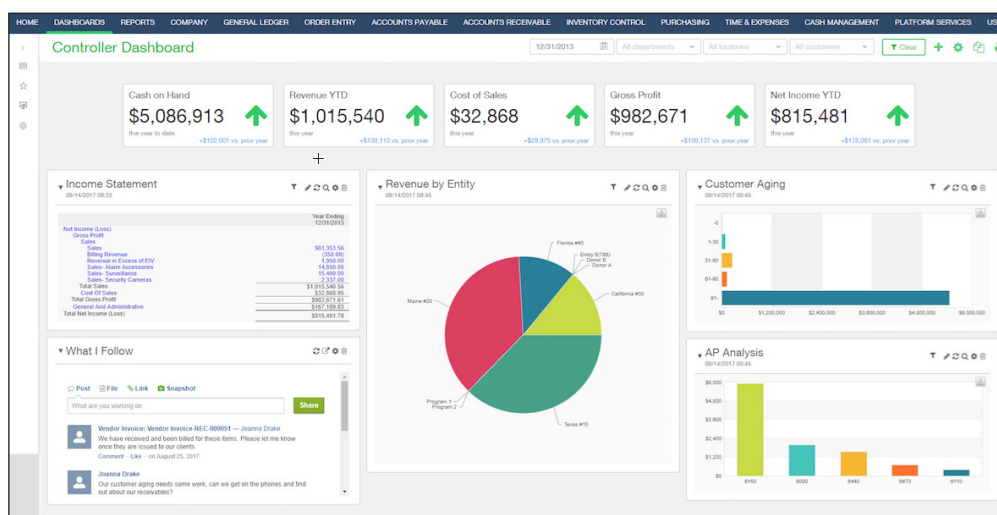 HOME DASHBOARDS REPORTS COMPANY GENERAL LEDGER ORDER ENTRY ACCOUNTS PAYABLE ACCOUNTS RECEIVABLE INVENTORY CONTROL PURCHASING TIME & EXPENSES CASH MANAGEMENT PLATFORM SERVICES US
Controller Dashboard
12/31/2013 All departments All locations All customers Clear
Cash on Hand
$5,086,913
this year to date
+$102,001 vs. prior year
Revenue YTD
$1,015,540
this year
+$139,113 vs. prior year
Cost of Sales
$32,868
this year
+$29,975 vs. prior year
Gross Profit
$982,671
this year
+$109,137 vs. prior year
Net Income YTD
$815,481
this year
+$176,061 vs. prior year
Income Statement
09/14/2017 09:33
Year Ending
12/31/2013
Net Income (Loss)
Gross Profit
Sales
Sales 981,353.56
Billing Revenue (350.00)
Revenue in Excess of E/V 1,950.00
Sales- Alarm Accessories 14,850.00
Sales- Surveillance 15,400.00
Sales- Security Cameras 2,337.00
Total Sales $1,015,540.56
Cost Of Sales $32,868.95
Total Gross Profit $982,671.61
General And Administrative $167,189.83
Total Net Income (Loss) $815,481.78
Revenue by Entity
09/14/2017 09:45
Florida #40
Entity 5(788)
Donor B
Donor A
California #30
Maine #20
Program 1
Program 2
Texas #10
Customer Aging
09/14/2017 09:45
-0
1-30
31-60
61-90
91-
$0 $1,200,000 $2,400,000 $3,600,000 $4,800,000 $6,000,000
What I Follow
Post File Link Snapshot
What are you working on
Share
Vendor Invoice: Vendor Invoice-REC-000051 — Joanna Drake
We have received and been billed for these items. Please let me know
once they are issued to our clients.
Comment · Like · on August 25, 2017
Joanna Drake
Our customer aging needs some work, can we get on the phones and find
out about our receivables?
AP Analysis
09/14/2017 09:45
$6,000
$4,800
$3,600
$2,400
$1,200
$0
6150 6000 6440 6470 6110